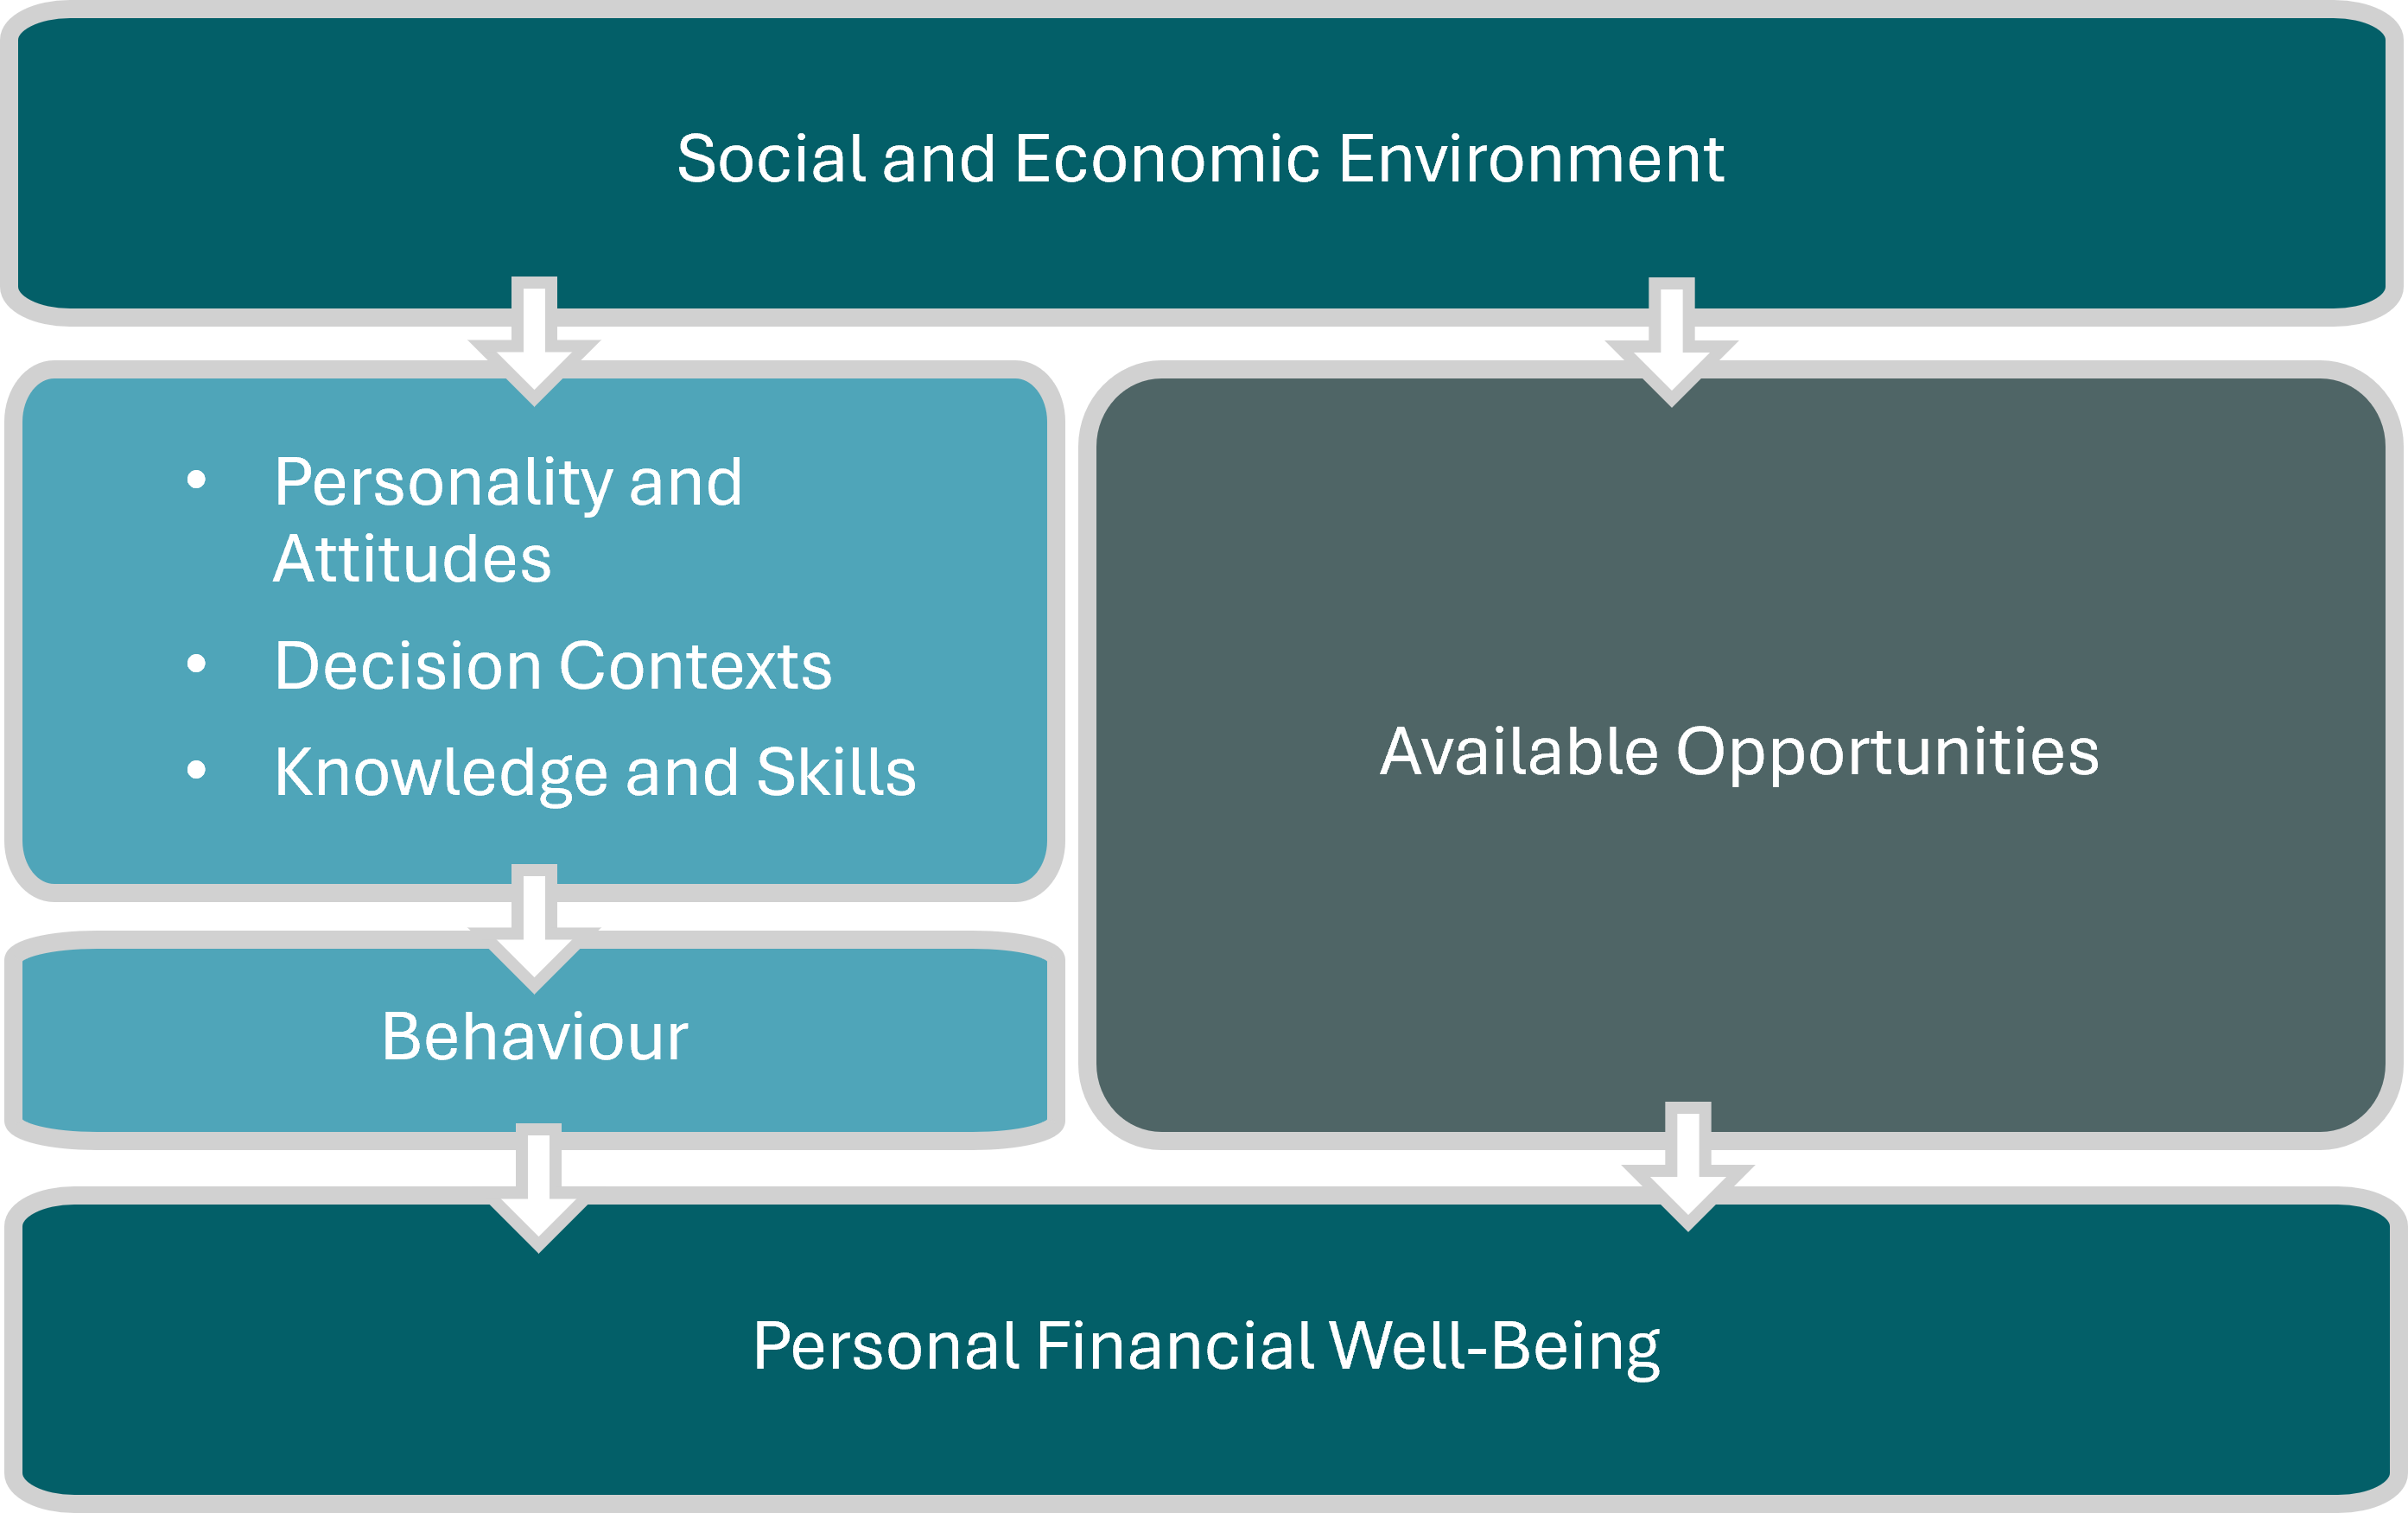 Social and Economic Environment
• Personality and
Attitudes
• Decision Contexts
• Knowledge and Skills
Available Opportunities
Behaviour
Personal Financial Well-Being